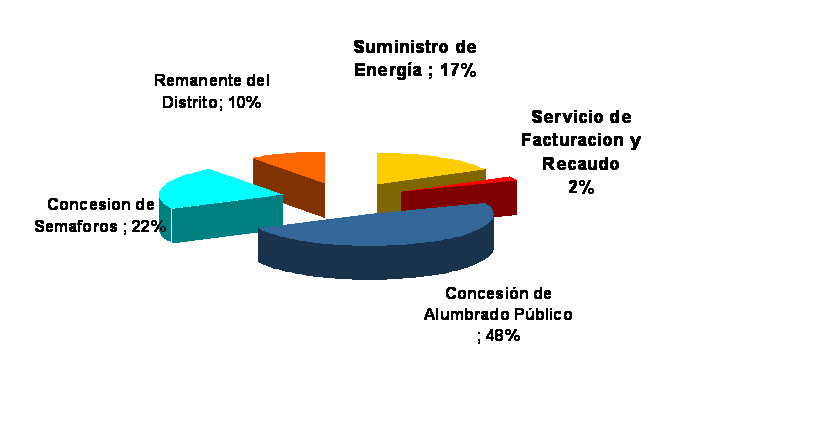 Suministro de
Energía ; 17%
Remanente del
Distrito; 10%
Servicio de
Facturacion y
Recaudo
2%
Concesion de
Semaforos ; 22%
Concesión de
Alumbrado Público
; 48%